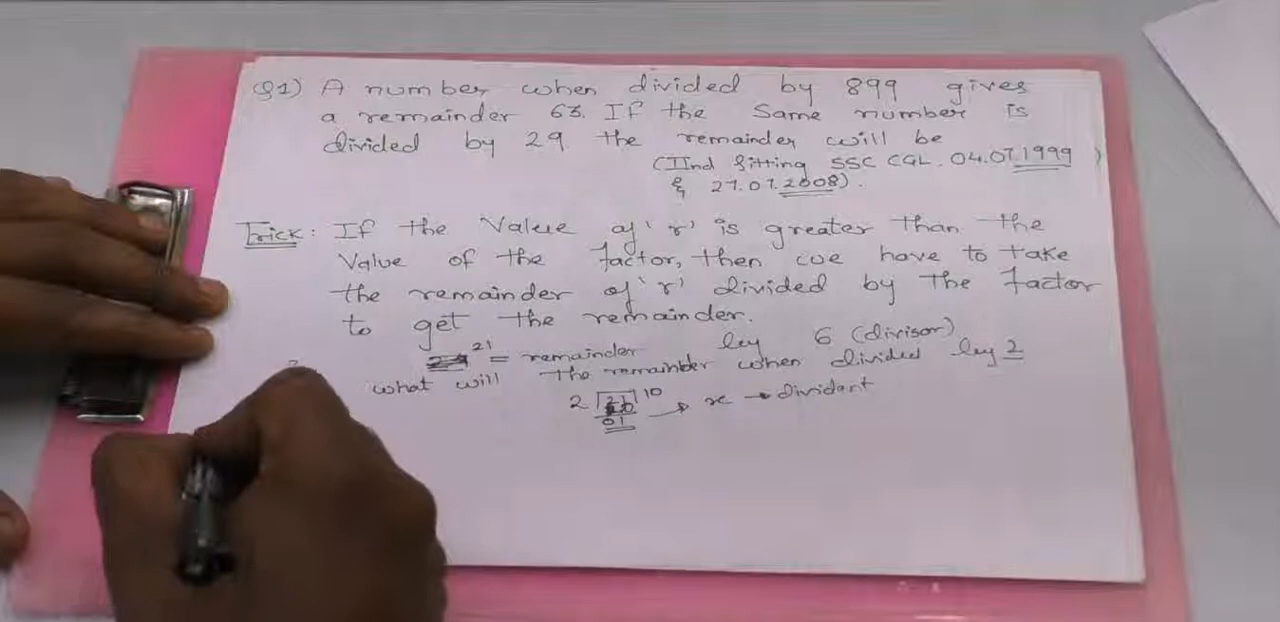 Q1) A number when divided by 899 gives
a remainder 63. If the same number is
divided by 29 the remainder will be
(IInd Sitting SSC CGL. 04.07.1999
& 27.07.2008).
Trick: If the Value of 'r' is greater than the
Value of the factor, then we have to take
the remainder of 'r' divided by the factor
to get the remainder.
21 = remainder by 6 (divisor)
what will the remainder when divided by 2
2 21 10
01 → x → dividant